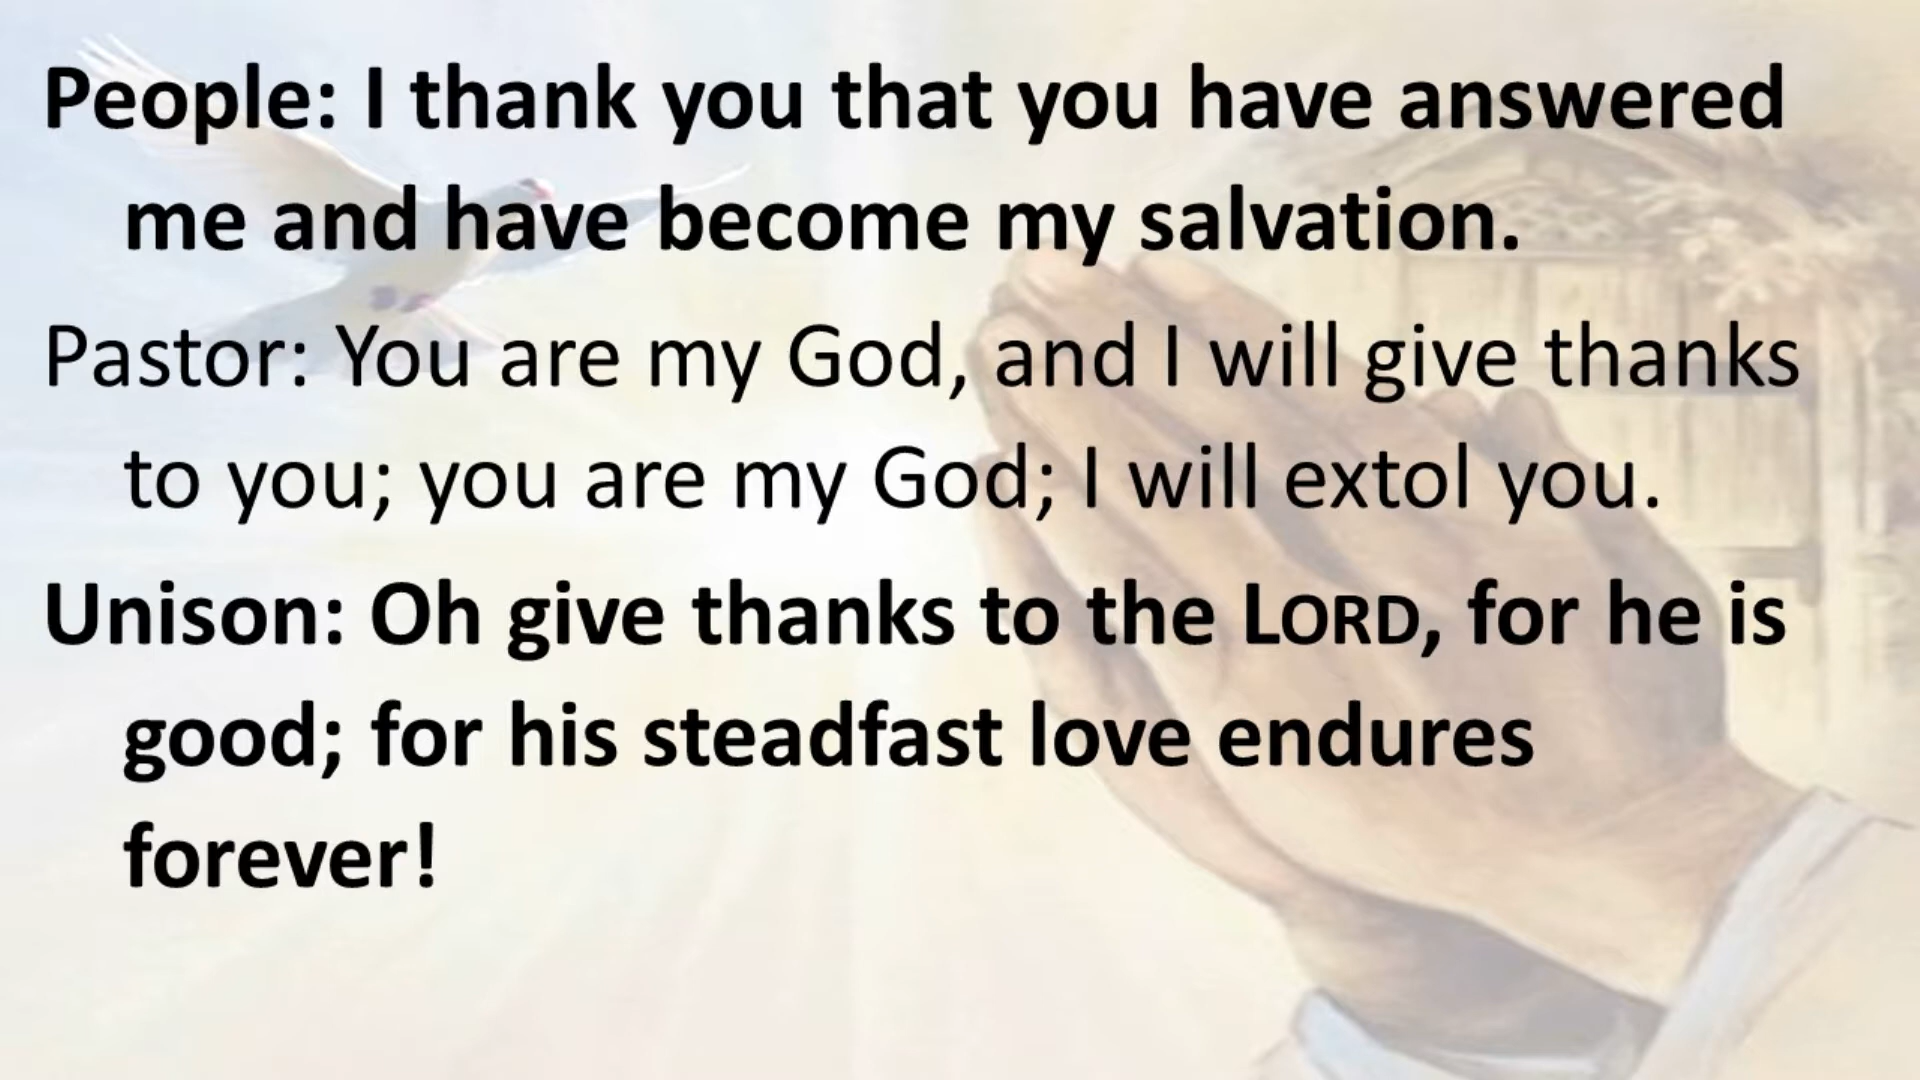 People: I thank you that you have answered
me and have become my salvation.
Pastor: You are my God, and I will give thanks
to you; you are my God; I will extol you.
Unison: Oh give thanks to the LORD, for he is
good; for his steadfast love endures
forever!